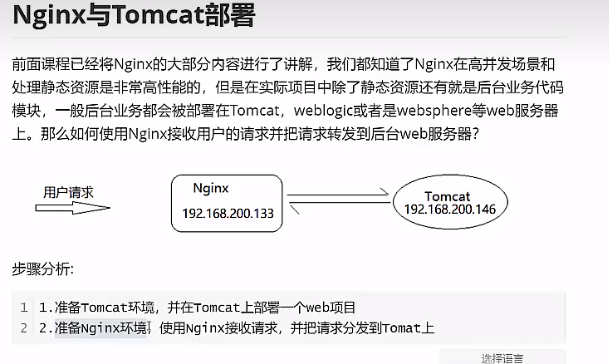 Nginx与Tomcat部署
前面课程已经将Nginx的大部分内容进行了讲解，我们都知道了Nginx在高并发场景和
处理静态资源是非常高性能的，但是在实际项目中除了静态资源还有就是后台业务代码
模块，一般后台业务都会被部署在Tomcat，weblogic或者是websphere等web服务器
上。那么如何使用Nginx接收用户的请求并把请求转发到后台web服务器？
用户请求
Nginx
192.168.200.133
Tomcat
192.168.200.146
步骤分析:
1 1.准备Tomcat环境，并在Tomcat上部署一个web项目
2 2.准备Nginx环境，使用Nginx接收请求，并把请求分发到Tomat上
选择语言